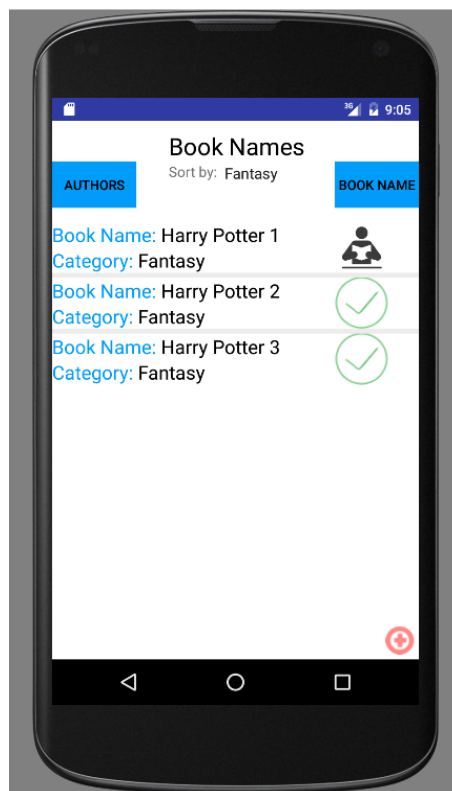 3G 9:05
Book Names
Sort by: Fantasy
AUTHORS
BOOK NAME
Book Name: Harry Potter 1
Category: Fantasy
Book Name: Harry Potter 2
Category: Fantasy
Book Name: Harry Potter 3
Category: Fantasy